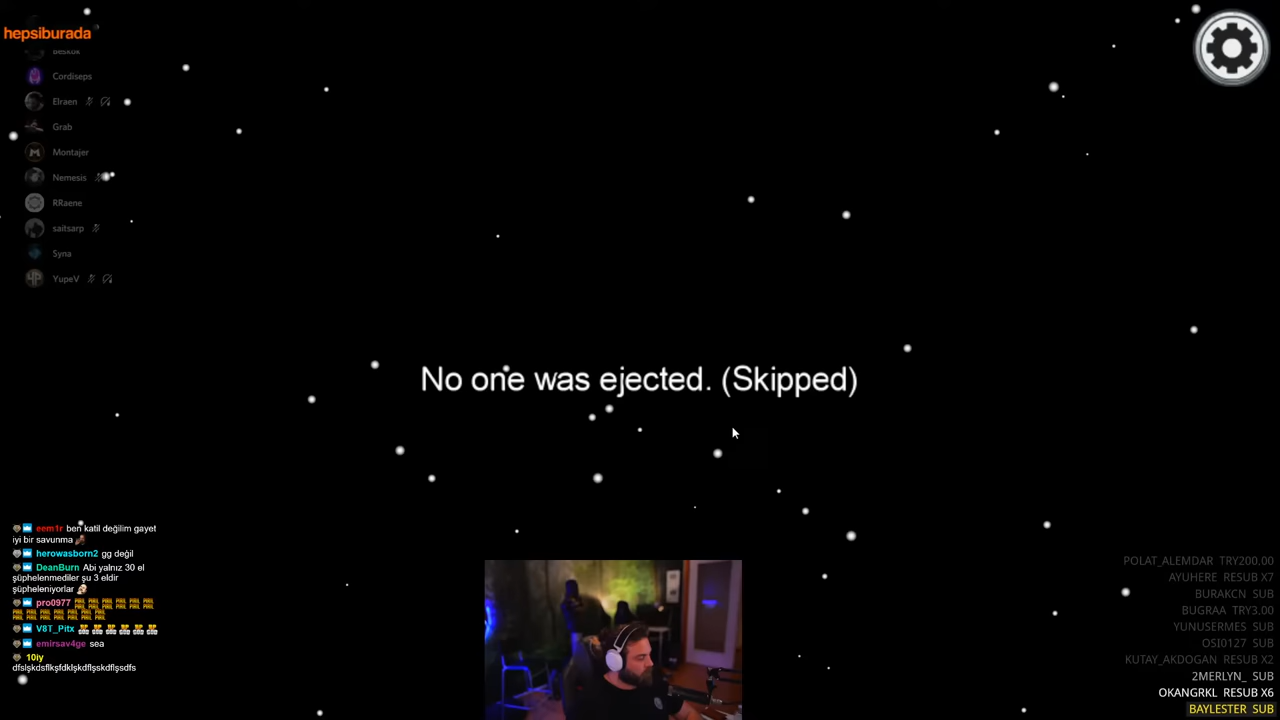 hepsiburada
beskok
Cordiseps
Elraen
Grab
Montajer
Nemesis
RRaene
saitsarp
Syna
YupeV
No one was ejected. (Skipped)
eem1r ben katil değilim gayet
iyi bir savunma
herowasborn2 gg değil
DeanBurn Abi yalnız 30 el
şüphelenmediler şu 3 eldir
şüpheleniyorlar
pro0977
V8T_Pitx
emirsav4ge sea
10iy
dfslşkdsflkşfdklşkdflşskdflşsdfs
POLAT_ALEMDAR TRY200.00
AYUHERE RESUB X7
BURAKCN SUB
BUGRAA TRY3.00
YUNUSERMES SUB
OSI0127 SUB
KUTAY_AKDOGAN RESUB X2
2MERLYN_ SUB
OKANGRKL RESUB X6
BAYLESTER SUB